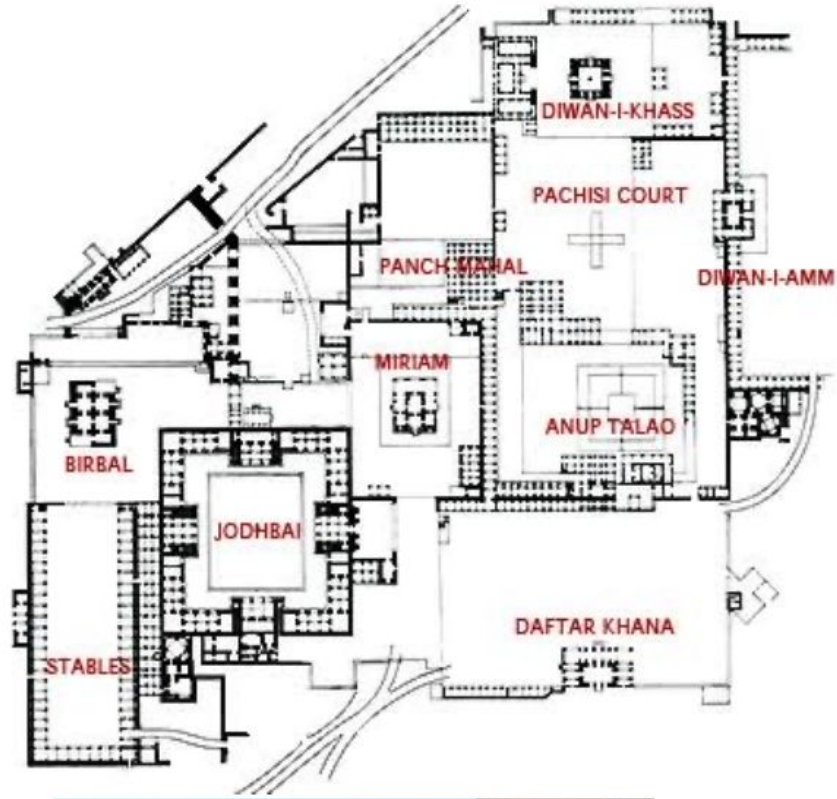 DIWAN-I-KHASS
PACHISI COURT
PANCH MAHAL
DIWAN-I-AMM
MIRIAM
ANUP TALAO
BIRBAL
JODHBAI
DAFTAR KHANA
STABLES